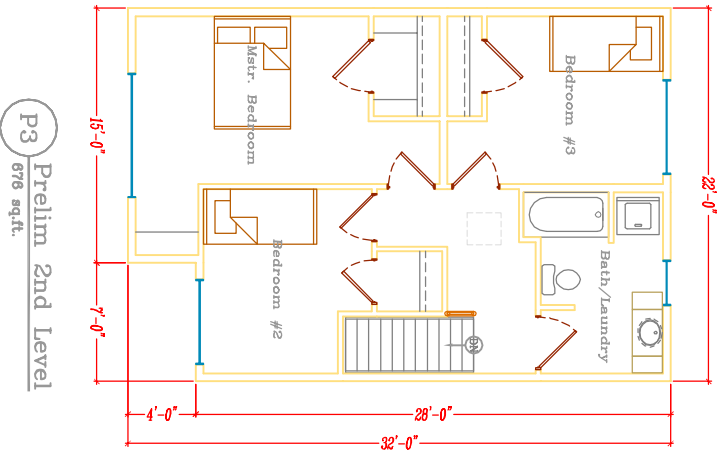 Mstr. Bedroom
Bedroom #3
Bedroom #2
Bath/Laundry
DN
15'-0"
7'-0"
22'-0"
4'-0"
28'-0"
32'-0"
P3
Prelim 2nd Level
676 sq.ft.